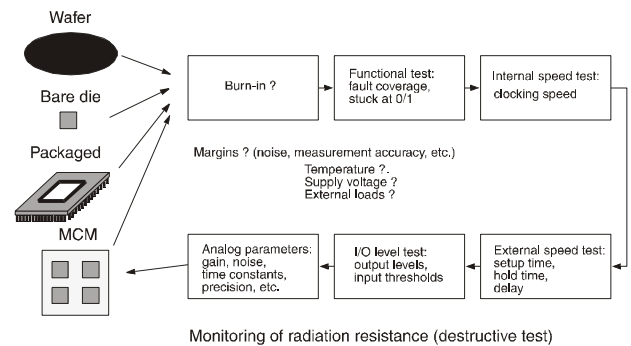 Wafer
Bare die
Packaged
MCM
Burn-in ?
Functional test:
fault coverage,
stuck at 0/1
Internal speed test:
clocking speed
Margins ? (noise, measurement accuracy, etc.)
Temperature ?.
Supply voltage ?
External loads ?
Analog parameters:
gain, noise,
time constants,
precision, etc.
I/O level test:
output levels,
input thresholds
External speed test:
setup time,
hold time,
delay
Monitoring of radiation resistance (destructive test)